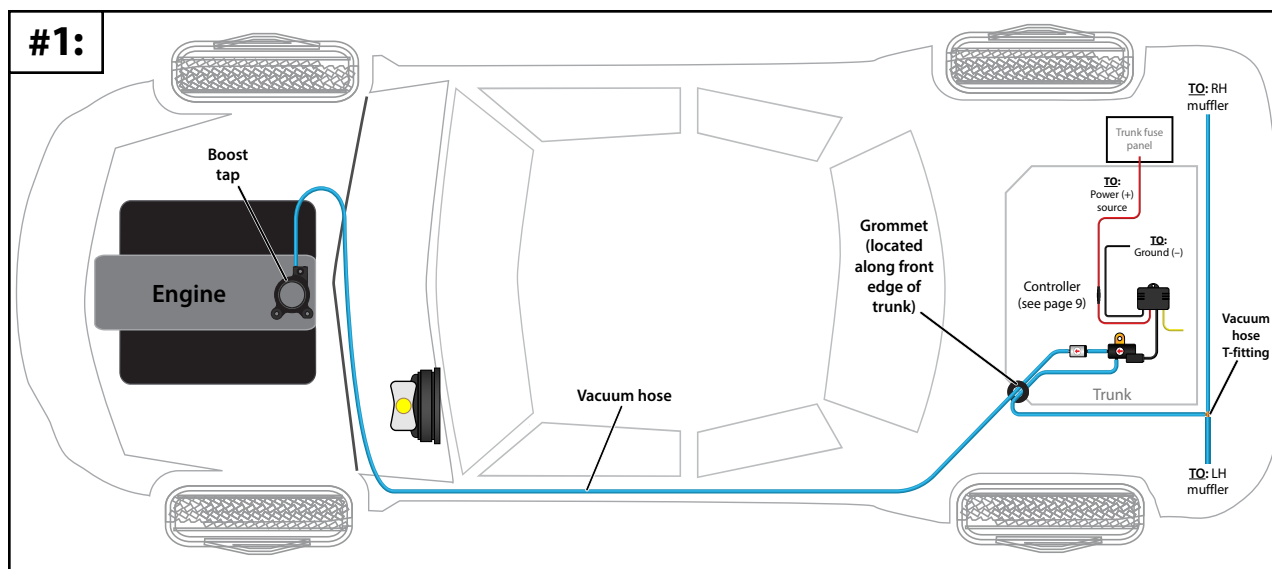 #1:
Boost
tap
Engine
Vacuum hose
Grommet
(located
along front
edge of
trunk)
Trunk fuse
panel
TO:
Power (+)
source
TO:
Ground (–)
Controller
(see page 9)
Trunk
TO: RH
muffler
Vacuum
hose
T-fitting
TO: LH
muffler